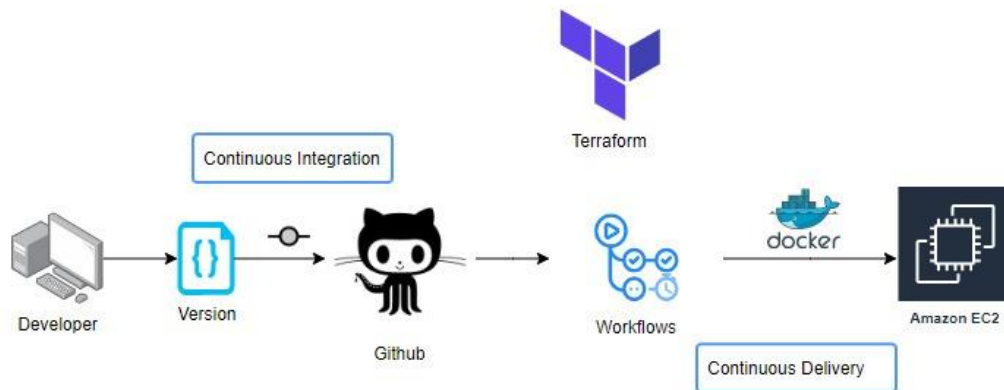 Terraform
Continuous Integration
docker
Developer
Version
Github
Workflows
Amazon EC2
Continuous Delivery